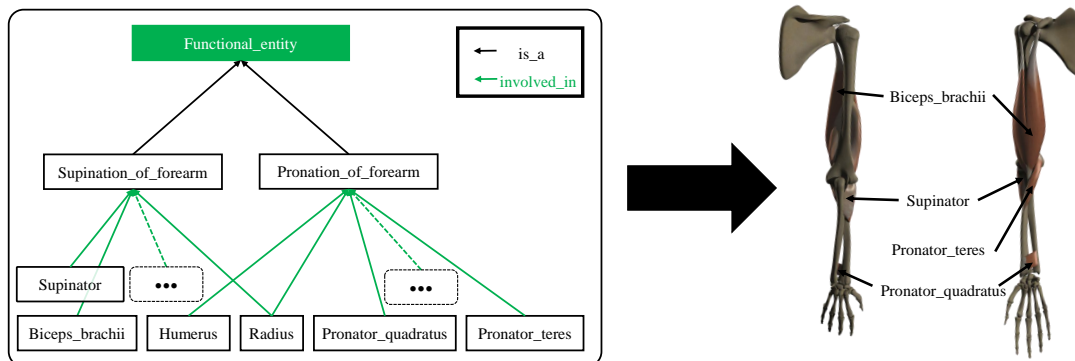 Functional_entity
is_a
involved_in
Supination_of_forearm
Pronation_of_forearm
Supinator
•••
•••
Biceps_brachii
Humerus
Radius
Pronator_quadratus
Pronator_teres
Biceps_brachii
Supinator
Pronator_teres
Pronator_quadratus